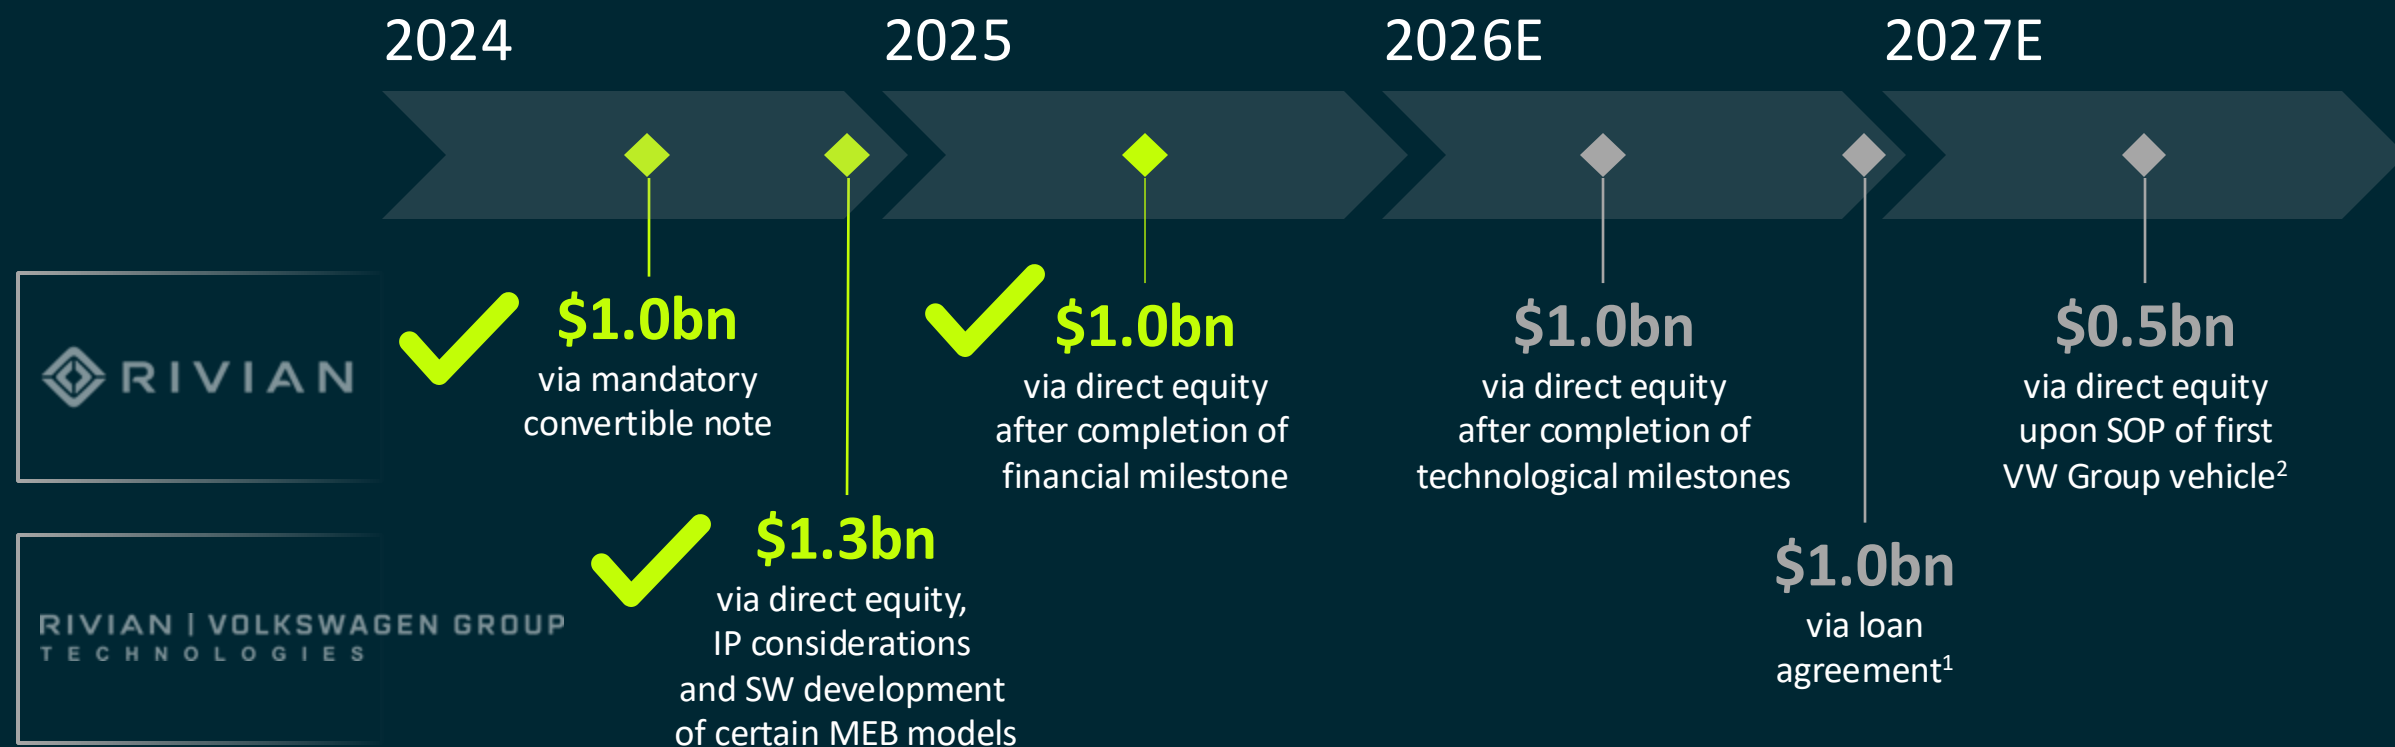 2024
2025
2026E
2027E
RIVIAN
$1.0bn
via mandatory
convertible note
$1.0bn
via direct equity
after completion of
financial milestone
$1.0bn
via direct equity
after completion of
technological milestones
$0.5bn
via direct equity
upon SOP of first
VW Group vehicle²
RIVIAN | VOLKSWAGEN GROUP
TECHNOLOGIES
$1.3bn
via direct equity,
IP considerations
and SW development
of certain MEB models
$1.0bn
via loan
agreement¹